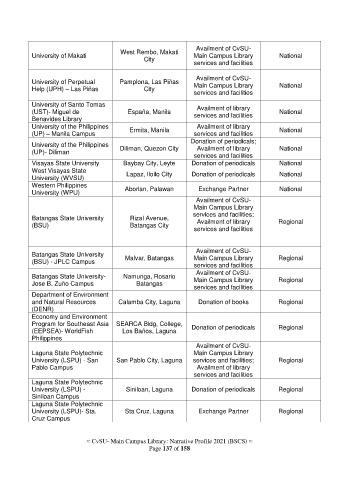 University of Makati
West Rembo, Makati
City
Availment of CvSU-
Main Campus Library
services and facilities
National
University of Perpetual
Help (UPH) – Las Piñas
Pamplona, Las Piñas
City
Availment of CvSU-
Main Campus Library
services and facilities
National
University of Santo Tomas
(UST)- Miguel de
Benavides Library
España, Manila
Availment of library
services and facilities
National
University of the Philippines
(UP) – Manila Campus
Ermita, Manila
Availment of library
services and facilities
National
University of the Philippines
(UP)- Diliman
Diliman, Quezon City
Donation of periodicals;
Availment of library
services and facilities
National
Visayas State University
Baybay City, Leyte
Donation of periodicals
National
West Visayas State
University (WVSU)
Lapaz, Iloilo City
Donation of periodicals
National
Western Philippines
University (WPU)
Aborlan, Palawan
Exchange Partner
National
Batangas State University
(BSU)
Rizal Avenue,
Batangas City
Availment of CvSU-
Main Campus Library
services and facilities;
Availment of library
services and facilities
Regional
Batangas State University
(BSU) - JPLC Campus
Malvar, Batangas
Availment of CvSU-
Main Campus Library
services and facilities
Regional
Batangas State University-
Jose B, Zuño Campus
Namunga, Rosario
Batangas
Availment of CvSU-
Main Campus Library
services and facilities
Regional
Department of Environment
and Natural Resources
(DENR)
Calamba City, Laguna
Donation of books
Regional
Economy and Environment
Program for Southeast Asia
(EEPSEA)- WorldFish
Philippines
SEARCA Bldg, College,
Los Baños, Laguna
Donation of periodicals
Regional
Laguna State Polytechnic
University (LSPU) - San
Pablo Campus
San Pablo City, Laguna
Availment of CvSU-
Main Campus Library
services and facilities;
Availment of library
services and facilities
Regional
Laguna State Polytechnic
University (LSPU) -
Siniloan Campus
Siniloan, Laguna
Donation of periodicals
Regional
Laguna State Polytechnic
University (LSPU)- Sta.
Cruz Campus
Sta Cruz, Laguna
Exchange Partner
Regional
≈ CvSU- Main Campus Library: Narrative Profile 2021 (BSCS) ≈
Page 137 of 158